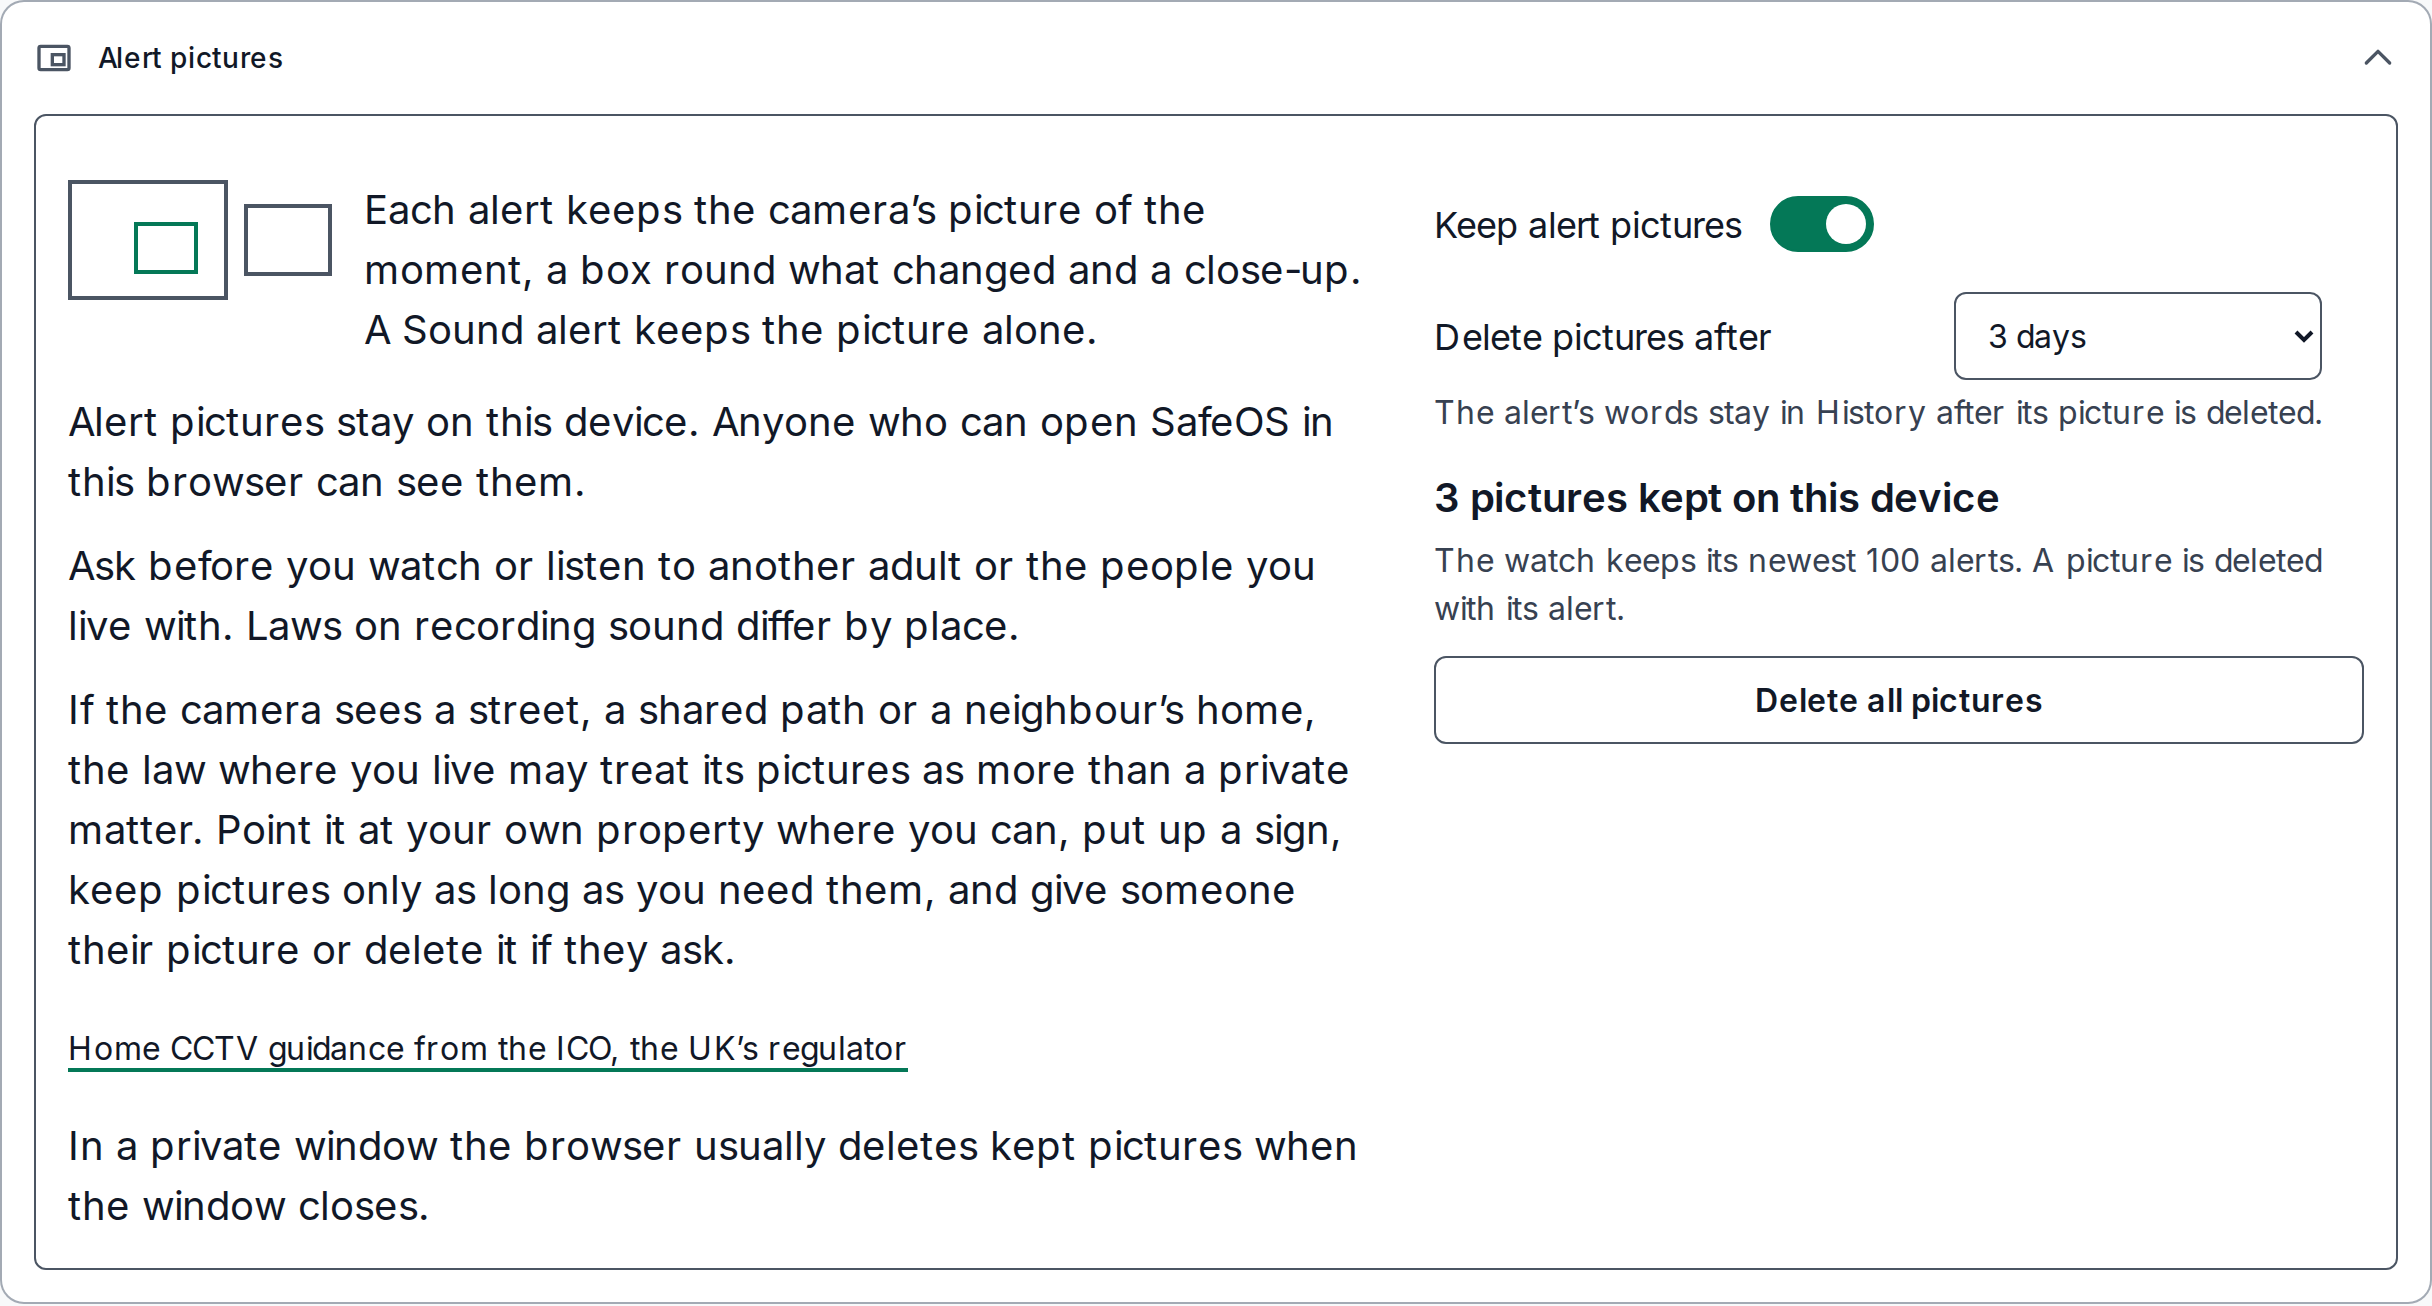 Alert pictures
Each alert keeps the camera’s picture of the
moment, a box round what changed and a close-up.
A Sound alert keeps the picture alone.
Alert pictures stay on this device. Anyone who can open SafeOS in
this browser can see them.
Ask before you watch or listen to another adult or the people you
live with. Laws on recording sound differ by place.
If the camera sees a street, a shared path or a neighbour’s home,
the law where you live may treat its pictures as more than a private
matter. Point it at your own property where you can, put up a sign,
keep pictures only as long as you need them, and give someone
their picture or delete it if they ask.
Home CCTV guidance from the ICO, the UK’s regulator
In a private window the browser usually deletes kept pictures when
the window closes.
Keep alert pictures
Delete pictures after
3 days
The alert’s words stay in History after its picture is deleted.
3 pictures kept on this device
The watch keeps its newest 100 alerts. A picture is deleted
with its alert.
Delete all pictures